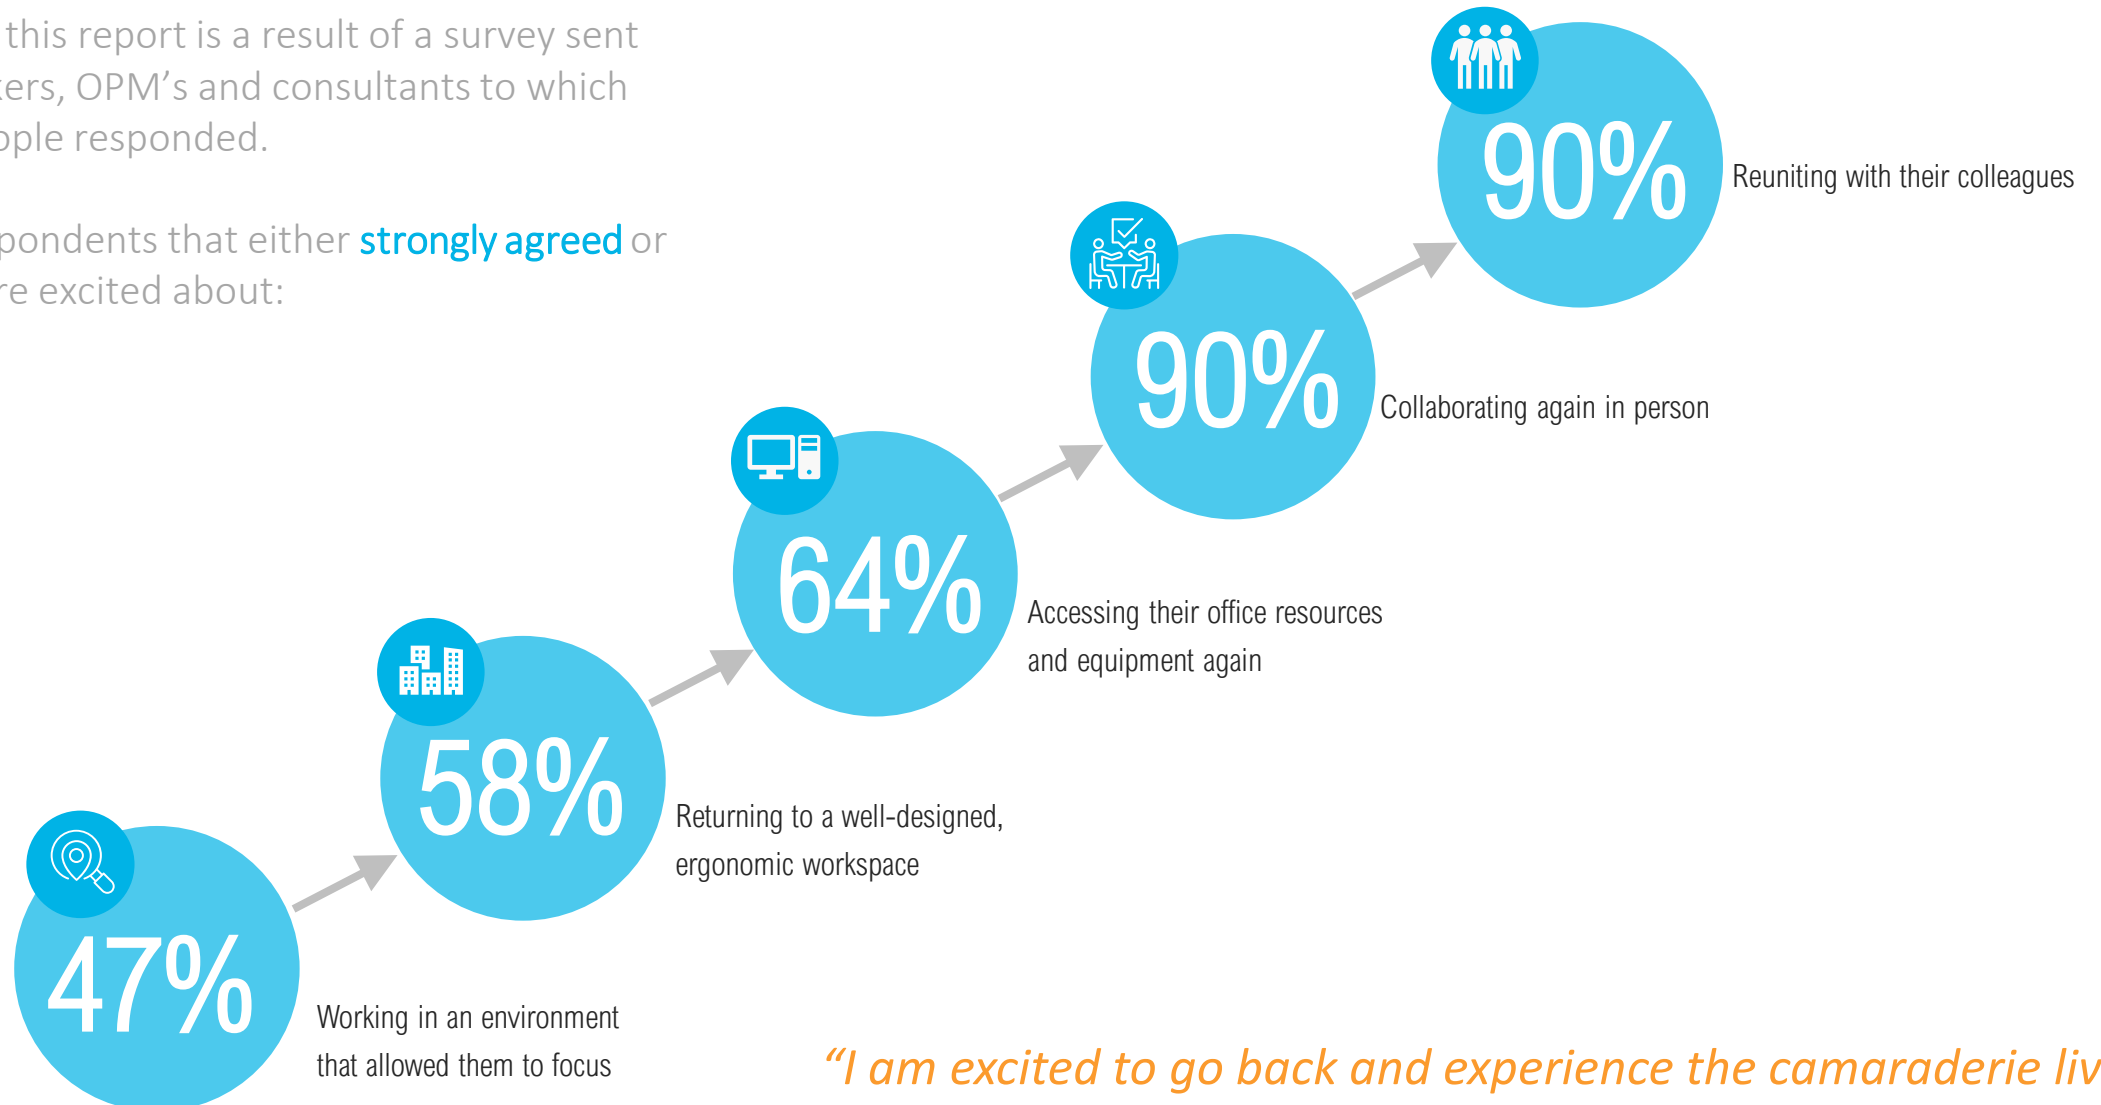 this report is a result of a survey sent
kers, OPM’s and consultants to which
ople responded.
pondents that either strongly agreed or
re excited about:
90%
Reuniting with their colleagues
90%
Collaborating again in person
64%
Accessing their office resources
and equipment again
58%
Returning to a well-designed,
ergonomic workspace
47%
Working in an environment
that allowed them to focus
“I am excited to go back and experience the camaraderie liv